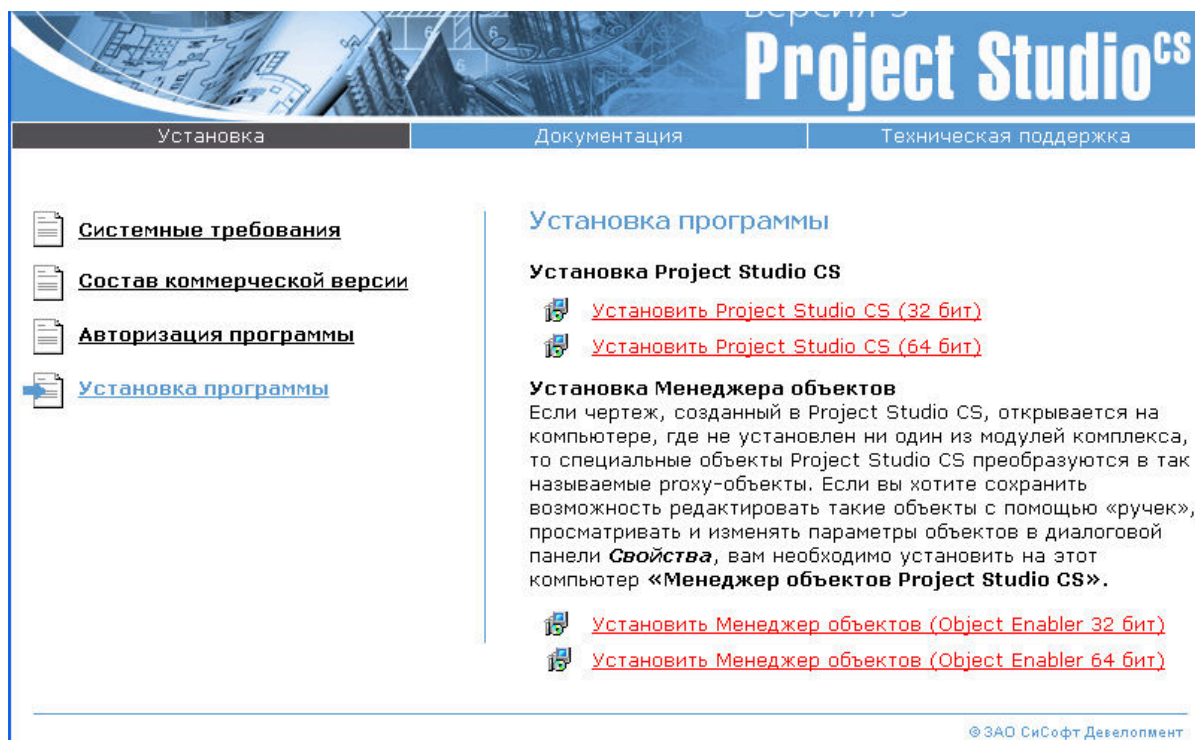 Версия 5
Project Studio CS
Установка
Документация
Техническая поддержка
Системные требования
Состав коммерческой версии
Авторизация программы
Установка программы
Установка программы
Установка Project Studio CS
Установить Project Studio CS (32 бит)
Установить Project Studio CS (64 бит)
Установка Менеджера объектов
Если чертеж, созданный в Project Studio CS, открывается на
компьютере, где не установлен ни один из модулей комплекса,
то специальные объекты Project Studio CS преобразуются в так
называемые proxy-объекты. Если вы хотите сохранить
возможность редактировать такие объекты с помощью «ручек»,
просматривать и изменять параметры объектов в диалоговой
панели Свойства, вам необходимо установить на этот
компьютер «Менеджер объектов Project Studio CS».
Установить Менеджер объектов (Object Enabler 32 бит)
Установить Менеджер объектов (Object Enabler 64 бит)
© ЗАО СиСофт Девелопмент